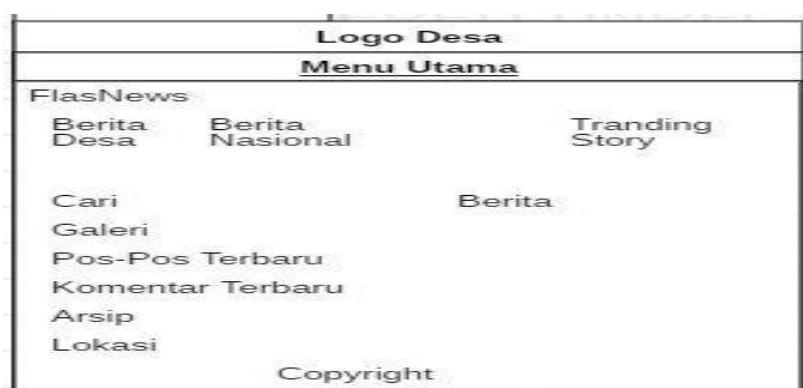 Logo Desa
Menu Utama
FlasNews
Berita Desa
Berita Nasional
Tranding Story
Cari
Berita
Galeri
Pos-Pos Terbaru
Komentar Terbaru
Arsip
Lokasi
Copyright